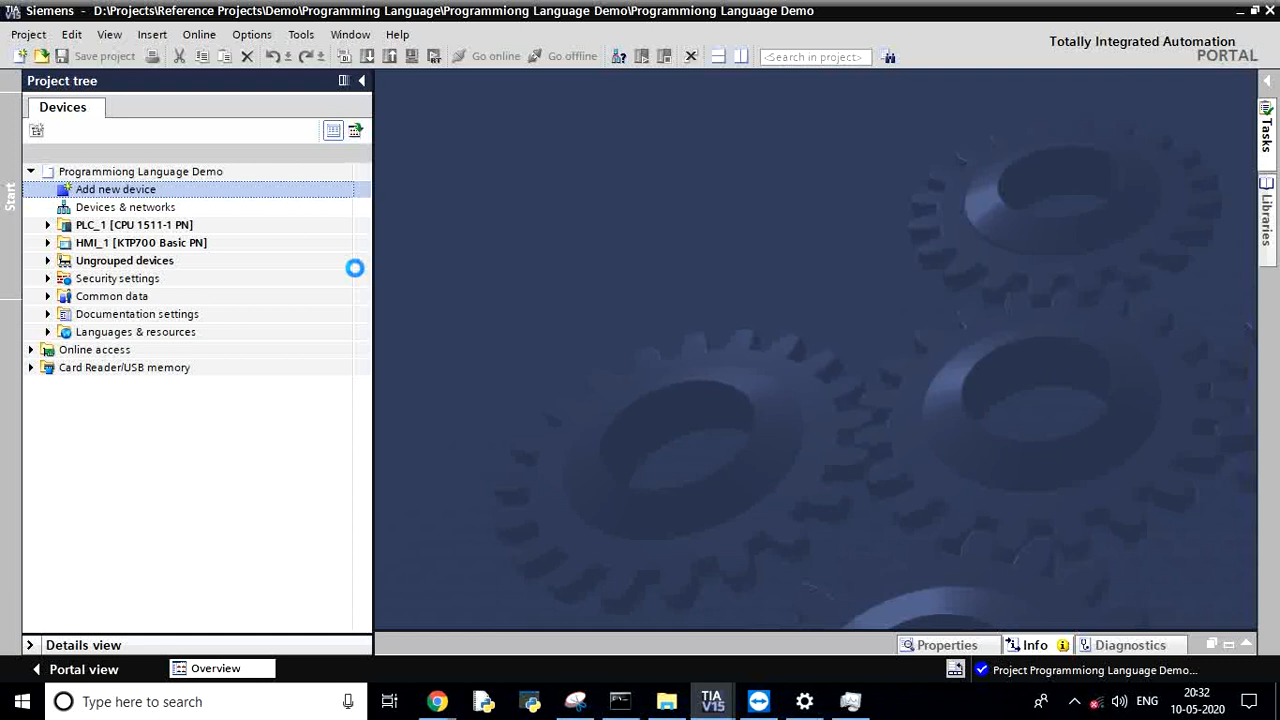 Siemens - D:\Projects\Reference Projects\Demo\Programming Language\Programmiong Language Demo\Programmiong Language Demo
TIA
V15
Project Edit View Insert Online Options Tools Window Help
Totally Integrated Automation
PORTAL
Save project
Go online
Go offline
<Search in project>
Project tree
Devices
Programmiong Language Demo
Add new device
Devices & networks
PLC_1 [CPU 1511-1 PN]
HMI_1 [KTP700 Basic PN]
Ungrouped devices
Security settings
Common data
Documentation settings
Languages & resources
Online access
Card Reader/USB memory
Start
Tasks
Libraries
Details view
Properties
Info
Diagnostics
Portal view
Overview
Project Programmiong Language Demo...
Type here to search
TIA
V15
ENG
20:32
10-05-2020